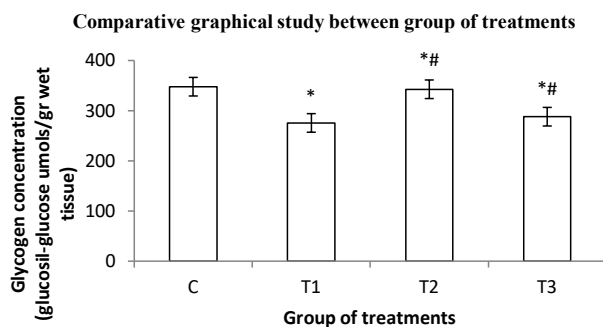 Comparative graphical study between group of treatments
Glycogen concentration
(glucosil-glucose umols/gr wet
tissue)
400
300
200
100
0
*
*#
*#
C T1 T2 T3
Group of treatments